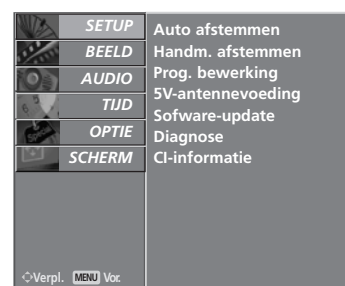 SETUP
BEELD
AUDIO
TIJD
OPTIE
SCHERM
Auto afstemmen
Handm. afstemmen
Prog. bewerking
5V-antennevoeding
Sofware-update
Diagnose
CI-informatie
Verpl. MENU Vor.